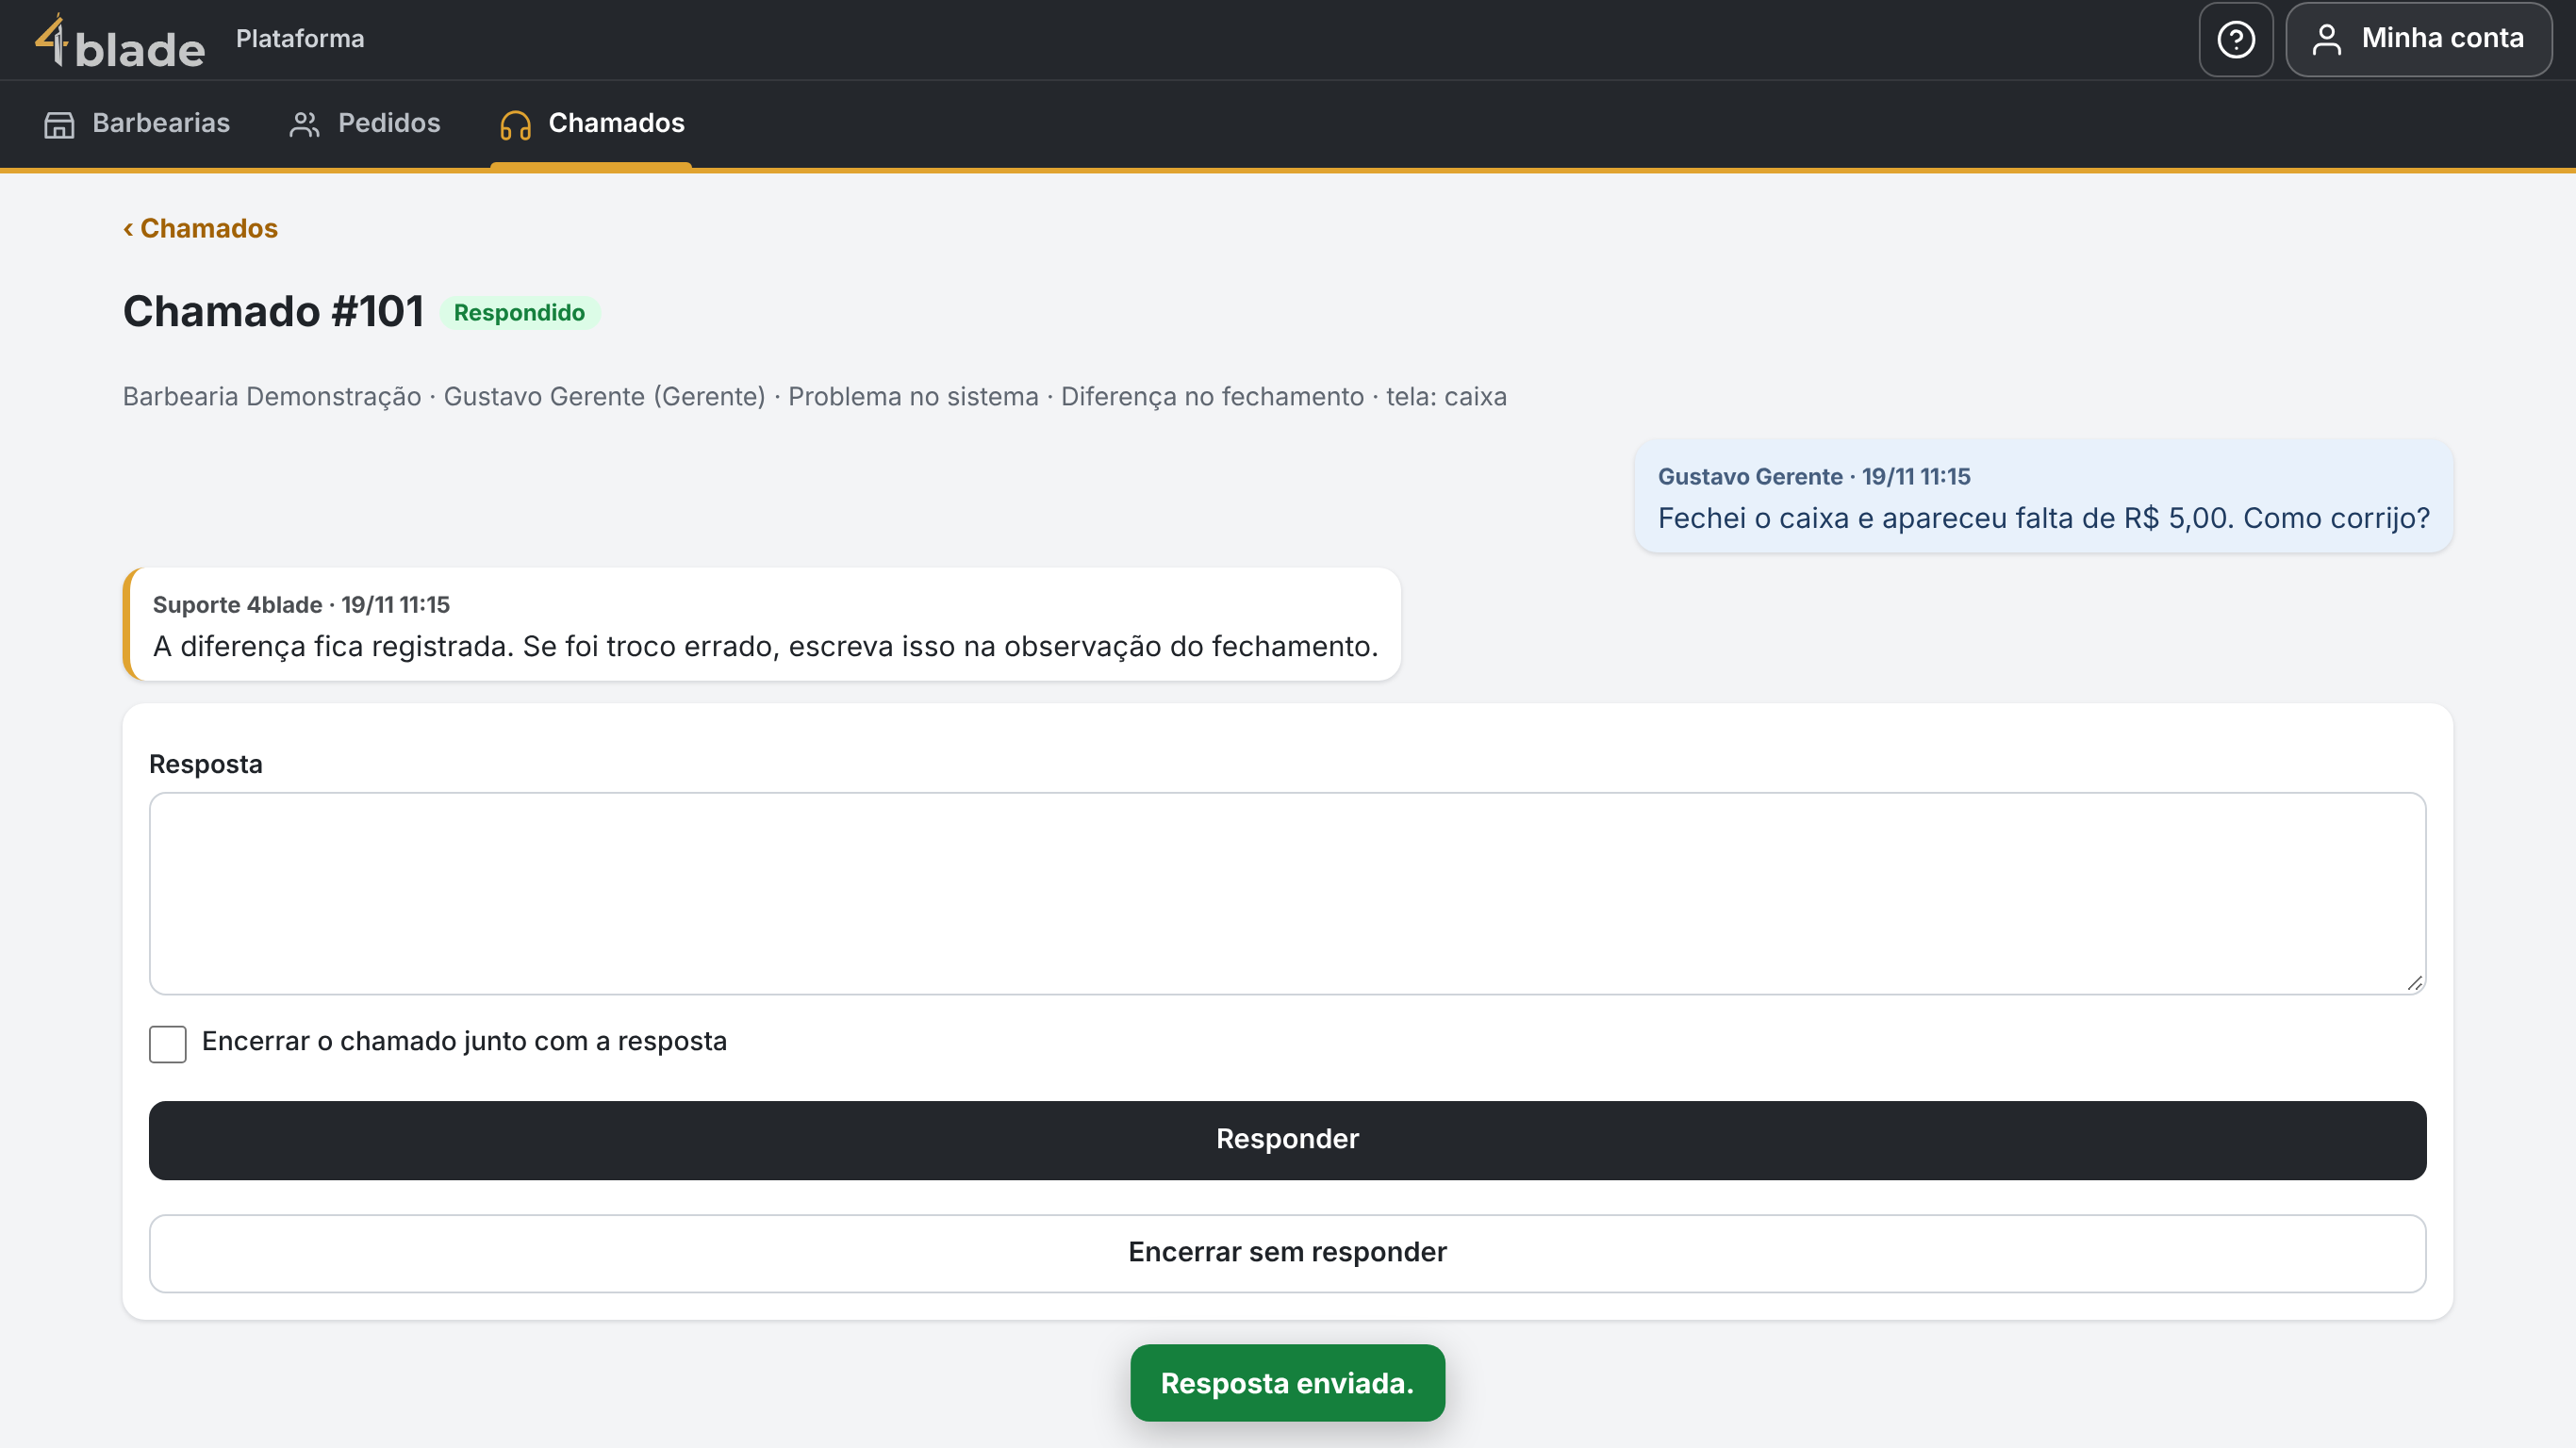 4blade
Plataforma
Minha conta
Barbearias
Pedidos
Chamados
‹ Chamados
Chamado #101
Respondido
Barbearia Demonstração · Gustavo Gerente (Gerente) · Problema no sistema · Diferença no fechamento · tela: caixa
Gustavo Gerente · 19/11 11:15
Fechei o caixa e apareceu falta de R$ 5,00. Como corrijo?
Suporte 4blade · 19/11 11:15
A diferença fica registrada. Se foi troco errado, escreva isso na observação do fechamento.
Resposta
Encerrar o chamado junto com a resposta
Responder
Encerrar sem responder
Resposta enviada.